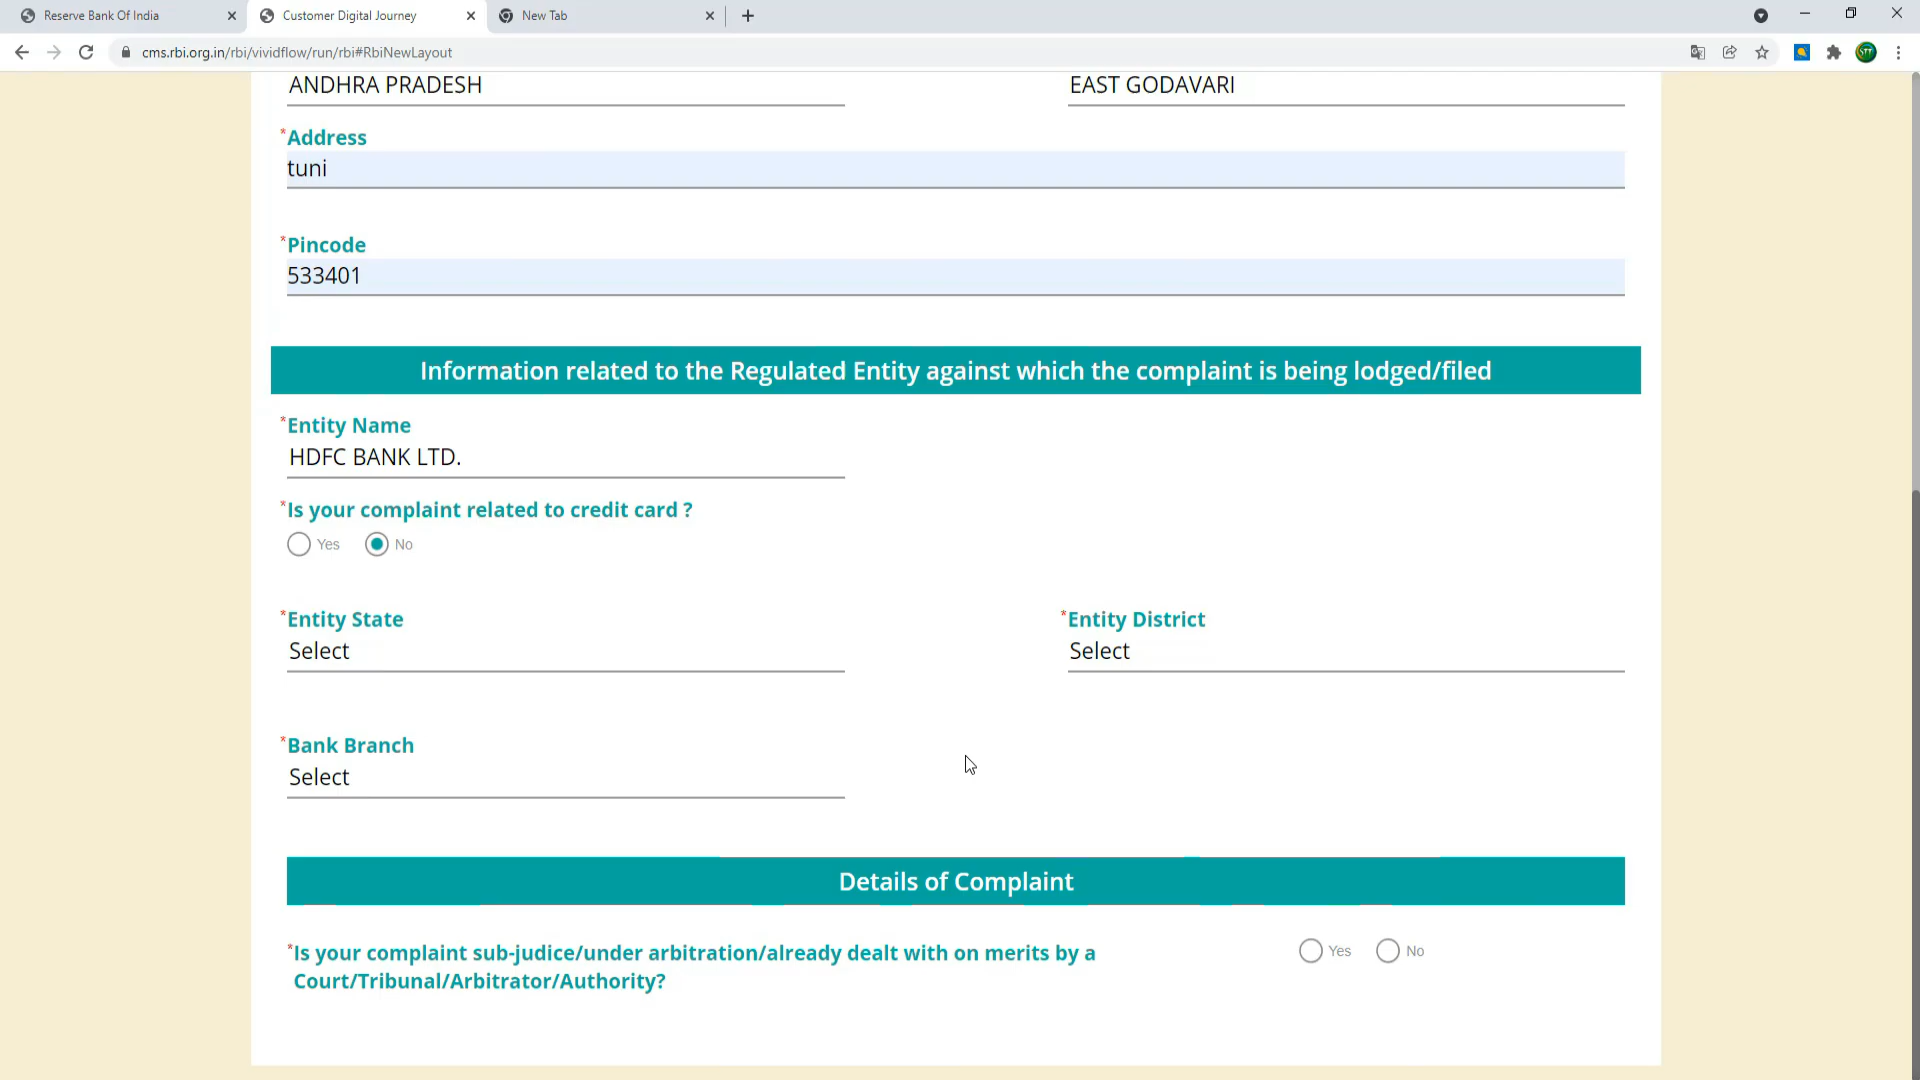 Reserve Bank Of India
Customer Digital Journey
New Tab
cms.rbi.org.in/rbi/vividflow/run/rbi#RbiNewLayout
STT
ANDHRA PRADESH
EAST GODAVARI
*Address
tuni
*Pincode
533401
Information related to the Regulated Entity against which the complaint is being lodged/filed
*Entity Name
HDFC BANK LTD.
*Is your complaint related to credit card ?
Yes No
*Entity State
*Entity District
Select
Select
*Bank Branch
Select
Details of Complaint
*Is your complaint sub-judice/under arbitration/already dealt with on merits by a
Court/Tribunal/Arbitrator/Authority?
Yes No